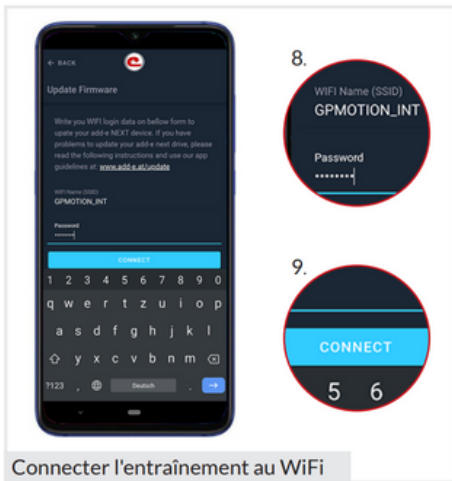 ← BACK
Update Firmware
Write you WIFI login data on bellow form to
upate your add-e NEXT device. If you have
problems to update your add-e next drive, please
read the following instructions and use our app
guidelines at: www.add-e.at/update
WIFI Name (SSID)
GPMOTION_INT
Password
••••••••
CONNECT
1 2 3 4 5 6 7 8 9 0
q w e r t z u i o p
a s d f g h j k l
y x c v b n m
?123 , Deutsch .
8.
WIFI Name (SSID)
GPMOTION_INT
Password
••••••••
9.
CONNECT
5 6
Connecter l'entraînement au WiFi